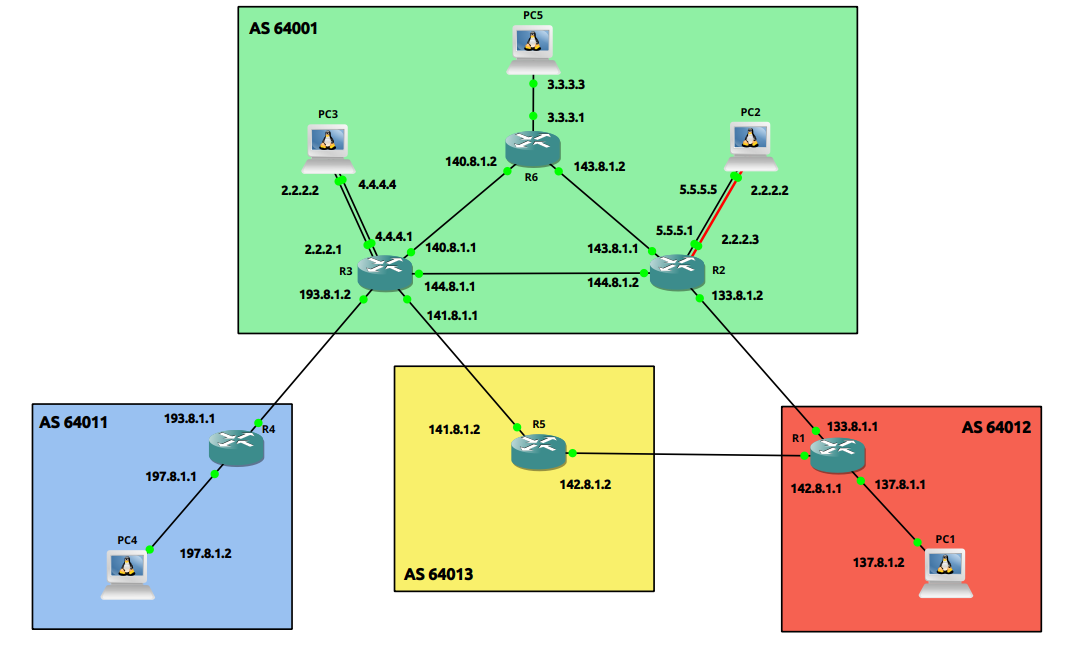 AS 64001
PC5
3.3.3.3
3.3.3.1
PC3
PC2
140.8.1.2
143.8.1.2
R6
2.2.2.2
4.4.4.4
5.5.5.5
2.2.2.2
4.4.4.1
5.5.5.1
2.2.2.3
2.2.2.1
140.8.1.1
143.8.1.1
R3
R2
144.8.1.1
144.8.1.2
193.8.1.2
133.8.1.2
141.8.1.1
AS 64011
193.8.1.1
R4
197.8.1.1
PC4
197.8.1.2
141.8.1.2
R5
142.8.1.2
AS 64013
133.8.1.1
AS 64012
R1
142.8.1.1
137.8.1.1
PC1
137.8.1.2